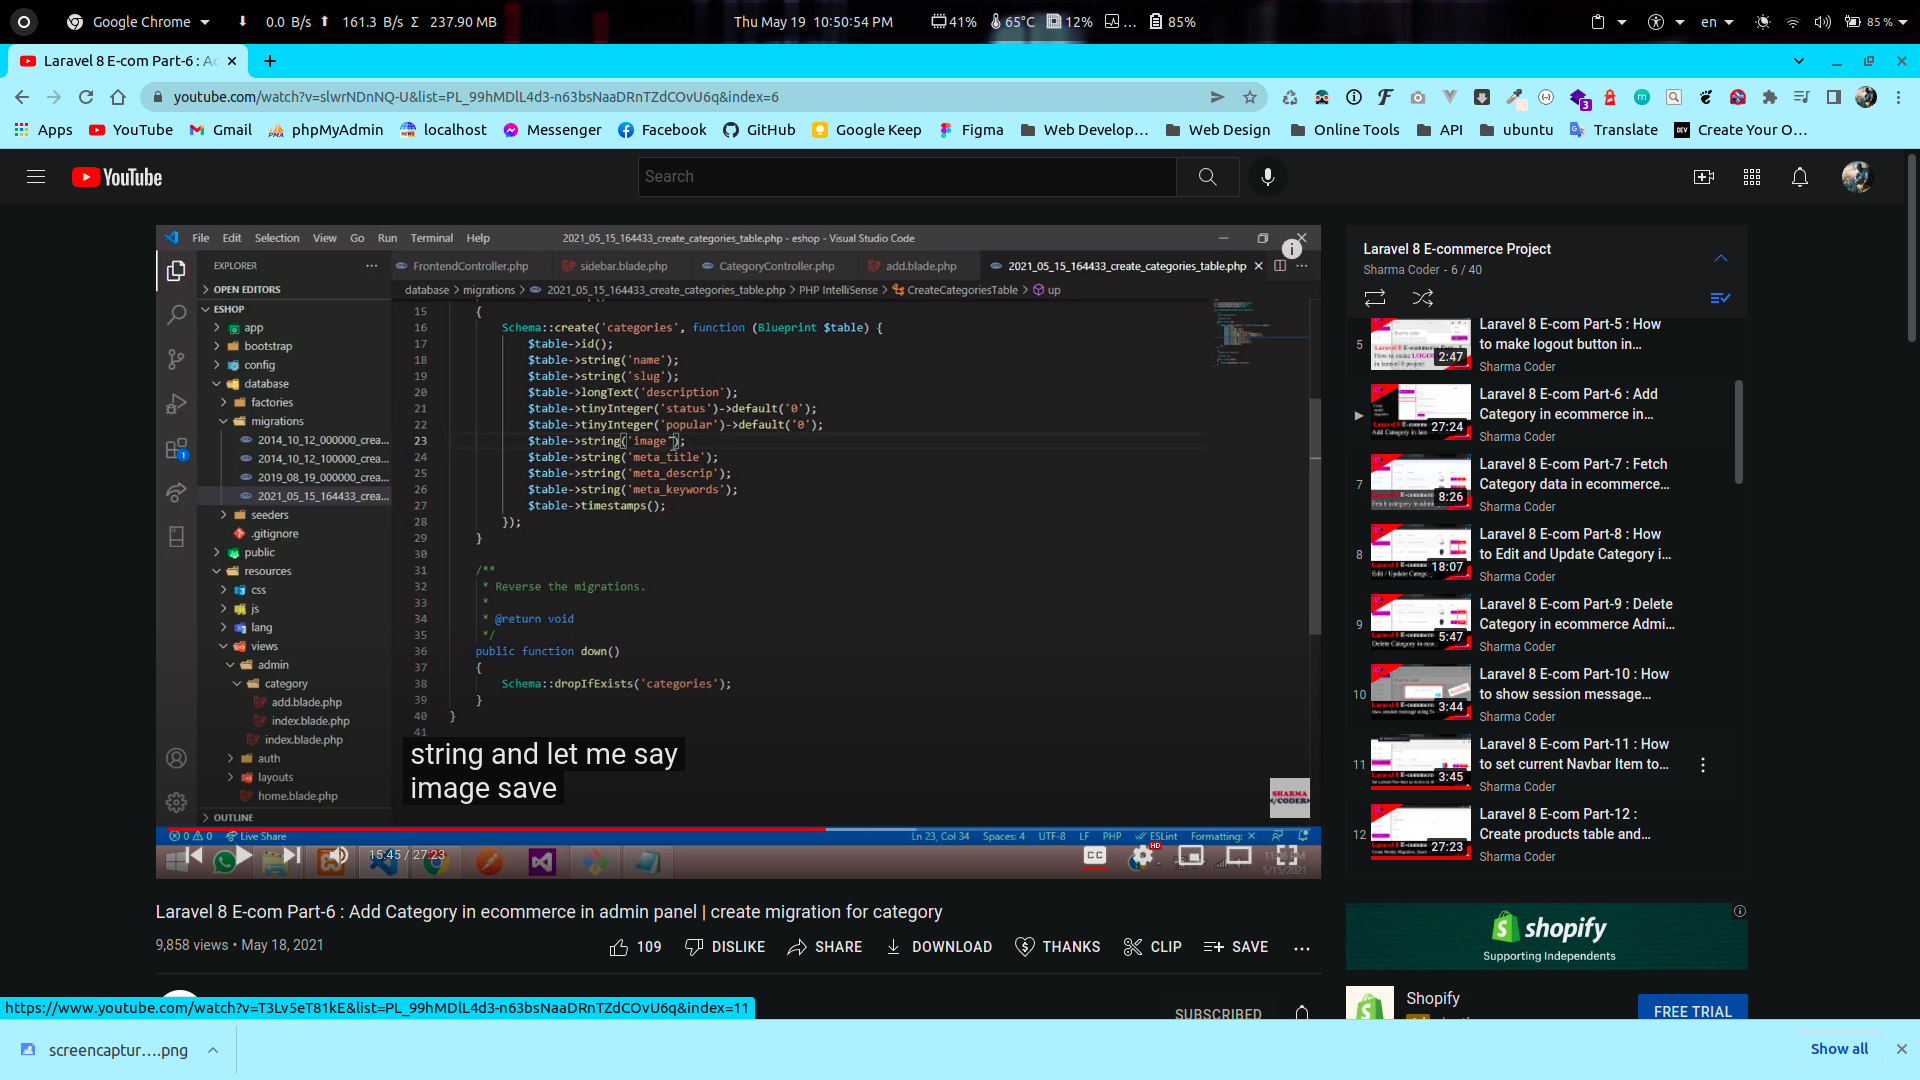 Google Chrome
0.0 B/s 161.3 B/s Σ 237.90 MB
Thu May 19 10:50:54 PM
41% 65°C 12% ... 85%
en 85%
Laravel 8 E-com Part-6 : Ac
youtube.com/watch?v=slwrNDnNQ-U&list=PL_99hMDlL4d3-n63bsNaaDRnTZdCOvU6q&index=6
Apps YouTube Gmail phpMyAdmin localhost Messenger Facebook GitHub Google Keep Figma Web Develop... Web Design Online Tools API ubuntu Translate Create Your O...
YouTube
Search
File Edit Selection View Go Run Terminal Help
2021_05_15_164433_create_categories_table.php - eshop - Visual Studio Code
EXPLORER
FrontendController.php sidebar.blade.php CategoryController.php add.blade.php 2021_05_15_164433_create_categories_table.php
OPEN EDITORS
database > migrations > 2021_05_15_164433_create_categories_table.php > PHP IntelliSense > CreateCategoriesTable > up
ESHOP
app
bootstrap
config
database
factories
migrations
2014_10_12_000000_crea...
2014_10_12_100000_crea...
2019_08_19_000000_crea...
2021_05_15_164433_crea...
seeders
.gitignore
public
resources
css
js
lang
views
admin
category
add.blade.php
index.blade.php
index.blade.php
auth
layouts
home.blade.php
OUTLINE
15 {
16 Schema::create('categories', function (Blueprint $table) {
17 $table->id();
18 $table->string('name');
19 $table->string('slug');
20 $table->longText('description');
21 $table->tinyInteger('status')->default('0');
22 $table->tinyInteger('popular')->default('0');
23 $table->string('image');
24 $table->string('meta_title');
25 $table->string('meta_descrip');
26 $table->string('meta_keywords');
27 $table->timestamps();
28 });
29 }
30
31 /**
32 * Reverse the migrations.
33 *
34 * @return void
35 */
36 public function down()
37 {
38 Schema::dropIfExists('categories');
39 }
40 }
41
string and let me say
image save
SHARMA
</CODER>
0 0 Live Share
Ln 23, Col 34 Spaces: 4 UTF-8 LF PHP ESLint Formatting: ✕
15:45 / 27:23
CC HD
5/15/2021
Laravel 8 E-com Part-6 : Add Category in ecommerce in admin panel | create migration for category
9,858 views • May 18, 2021
109 DISLIKE SHARE DOWNLOAD THANKS CLIP SAVE
SUBSCRIBED
Laravel 8 E-commerce Project
Sharma Coder - 6 / 40
5
2:47
Laravel 8 E-com Part-5 : How
to make logout button in...
Sharma Coder
27:24
Laravel 8 E-com Part-6 : Add
Category in ecommerce in...
Sharma Coder
7
8:26
Laravel 8 E-com Part-7 : Fetch
Category data in ecommerce...
Sharma Coder
8
18:07
Laravel 8 E-com Part-8 : How
to Edit and Update Category i...
Sharma Coder
9
5:47
Laravel 8 E-com Part-9 : Delete
Category in ecommerce Admi...
Sharma Coder
10
3:44
Laravel 8 E-com Part-10 : How
to show session message...
Sharma Coder
11
3:45
Laravel 8 E-com Part-11 : How
to set current Navbar Item to...
Sharma Coder
12
27:23
Laravel 8 E-com Part-12 :
Create products table and...
Sharma Coder
shopify
Supporting Independents
Shopify
FREE TRIAL
https://www.youtube.com/watch?v=T3Lv5eT81kE&list=PL_99hMDlL4d3-n63bsNaaDRnTZdCOvU6q&index=11
screencaptur....png
Show all